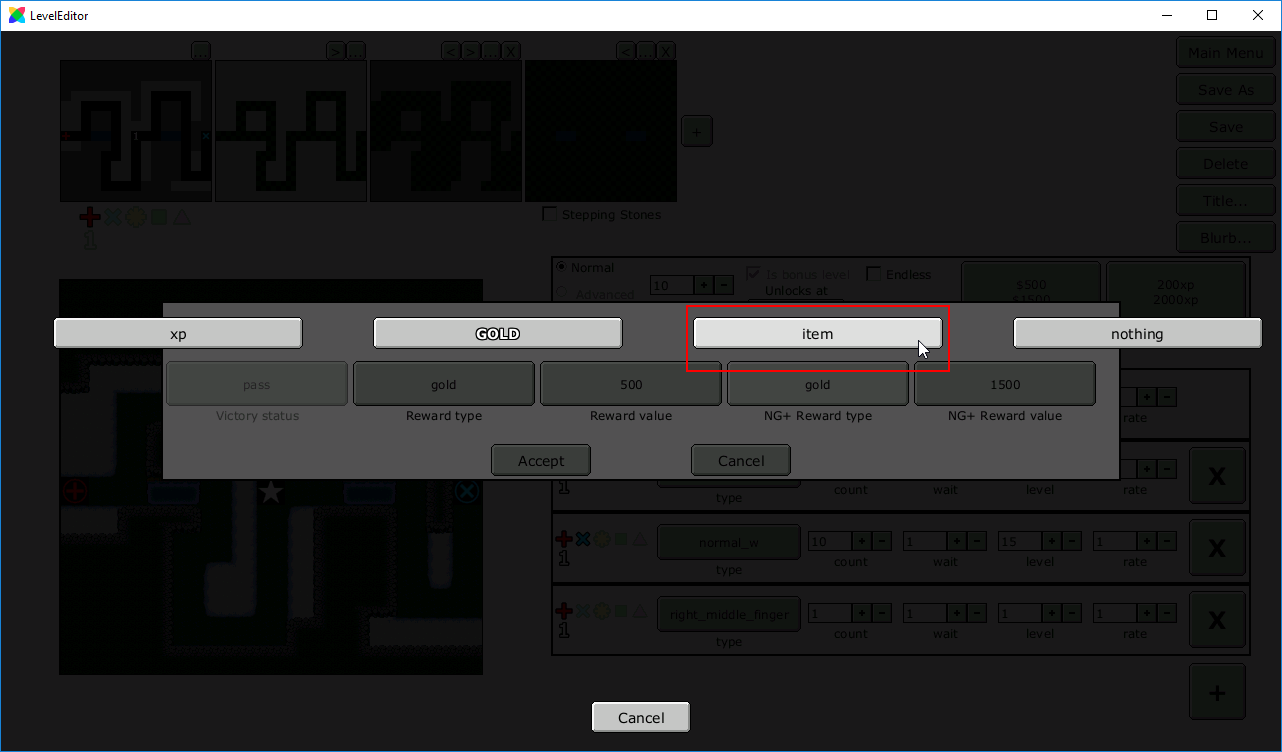 LevelEditor
... > ... < > ... X < ... X
+
Main Menu
Save As
Save
Delete
Title...
Blurb...
1
Stepping Stones
1
Normal
Advanced
10 + -
Is bonus level
Endless
Unlocks at
$500
$1500
200xp
2000xp
xp GOLD item nothing
pass gold 500 gold 1500
Victory status Reward type Reward value NG+ Reward type NG+ Reward value
Accept Cancel
+ -
rate
+ -
1 type count wait level rate X
normal_w 10 + - 1 + - 15 + - 1 + -
1 type count wait level rate X
right_middle_finger 1 + - 1 + - 1 + - 1 + -
1 type count wait level rate X
+
Cancel